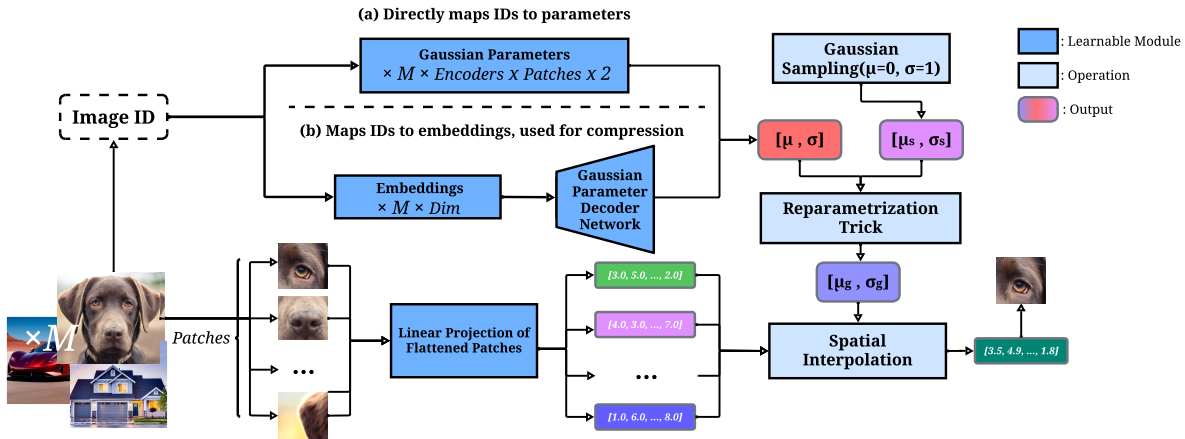 (a) Directly maps IDs to parameters
Gaussian Parameters
× M × Encoders x Patches x 2
Gaussian
Sampling(μ=0, σ=1)
: Learnable Module
: Operation
: Output
Image ID
(b) Maps IDs to embeddings, used for compression
[μ , σ]
[μs , σs]
Embeddings
× M × Dim
Gaussian
Parameter
Decoder
Network
Reparametrization
Trick
[μg , σg]
×M
Patches
...
Linear Projection of
Flattened Patches
[3.0, 5.0, ..., 2.0]
[4.0, 3.0, ..., 7.0]
...
[1.0, 6.0, ..., 8.0]
Spatial
Interpolation
[3.5, 4.9, ..., 1.8]